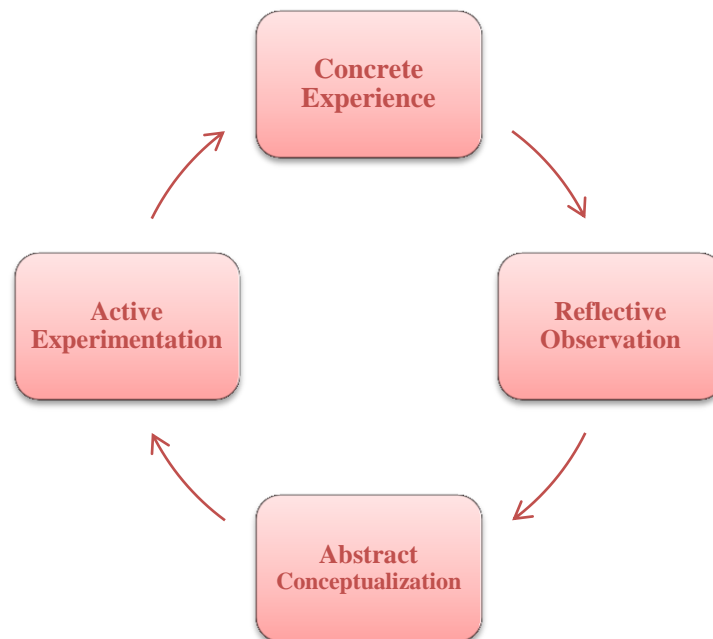 Concrete
Experience
Reflective
Observation
Abstract
Conceptualization
Active
Experimentation